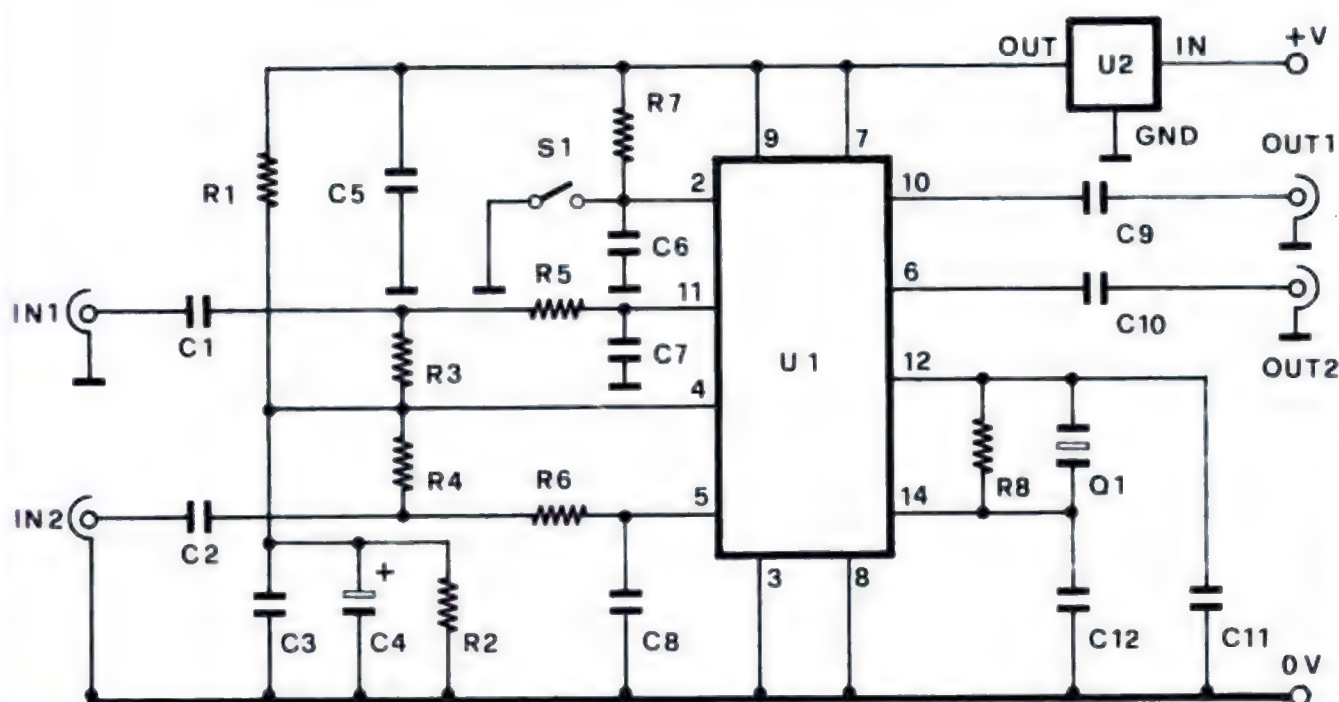 OUT
U2
IN
+V
R7
GND
OUT1
S1
9
7
R1
C5
2
10
C9
C6
R5
6
IN1
C1
11
C7
C10
U1
12
OUT2
R3
4
R4
R6
5
14
R8
Q1
IN2
C2
+
3
8
C3
C4
R2
C8
C12
C11
0V